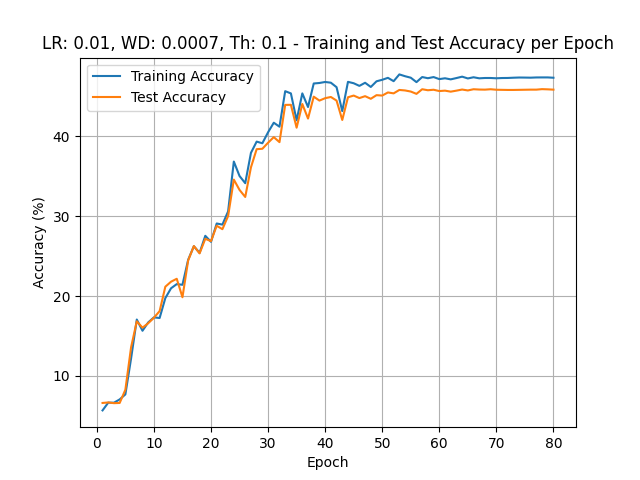 LR: 0.01, WD: 0.0007, Th: 0.1 - Training and Test Accuracy per Epoch
Training Accuracy
Test Accuracy
Accuracy (%)
40
30
20
10
0 10 20 30 40 50 60 70 80
Epoch